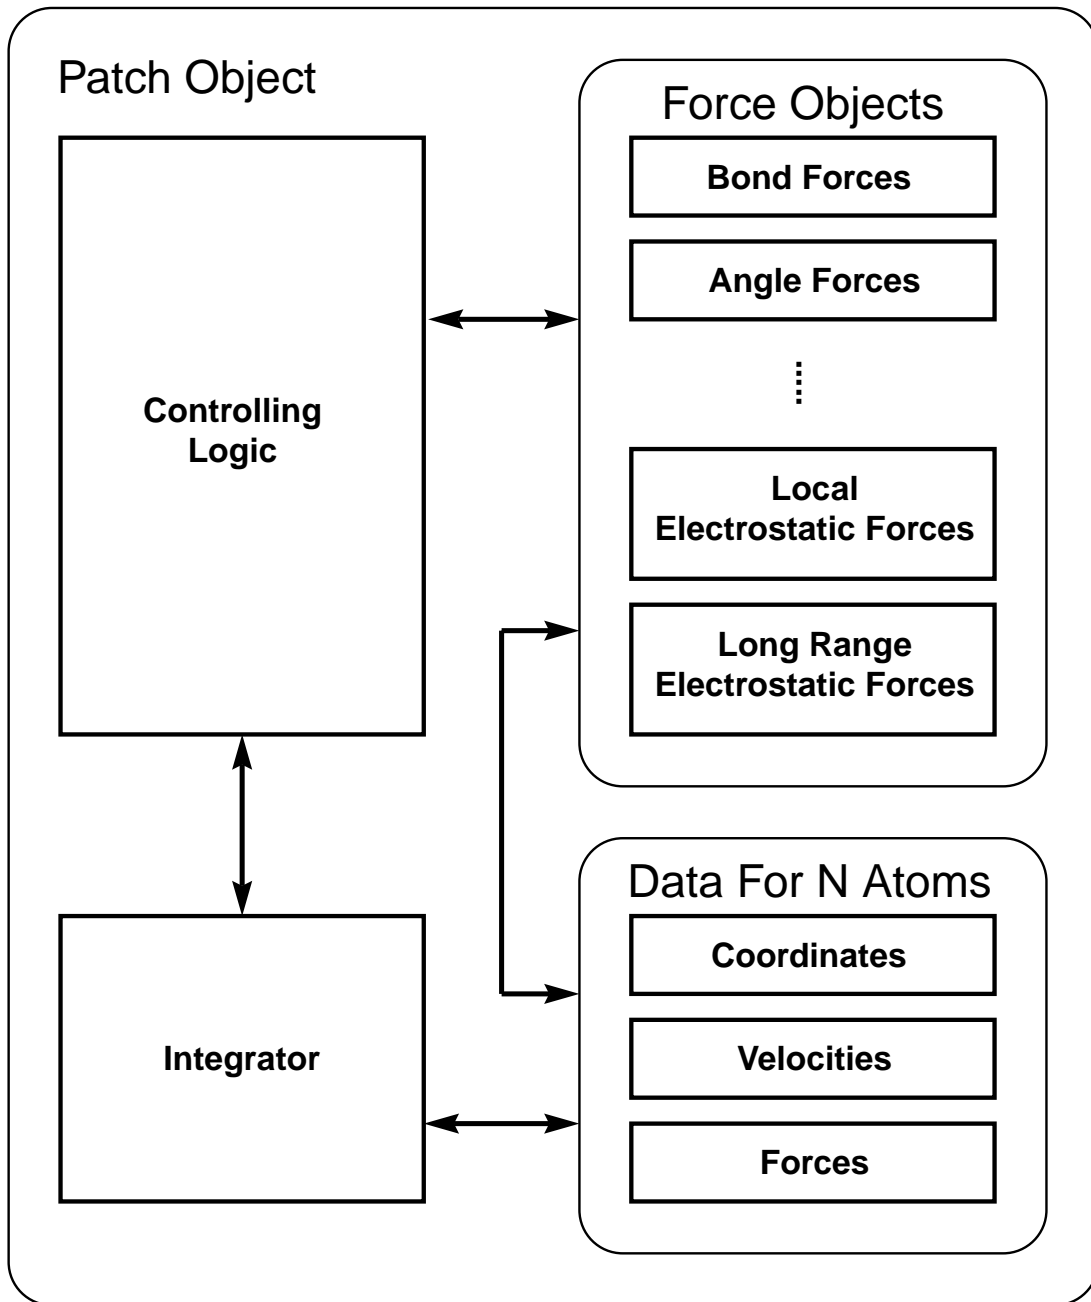 Patch Object
Force Objects
Bond Forces
Angle Forces
Controlling
Logic
Local
Electrostatic Forces
Long Range
Electrostatic Forces
Data For N Atoms
Coordinates
Integrator
Velocities
Forces